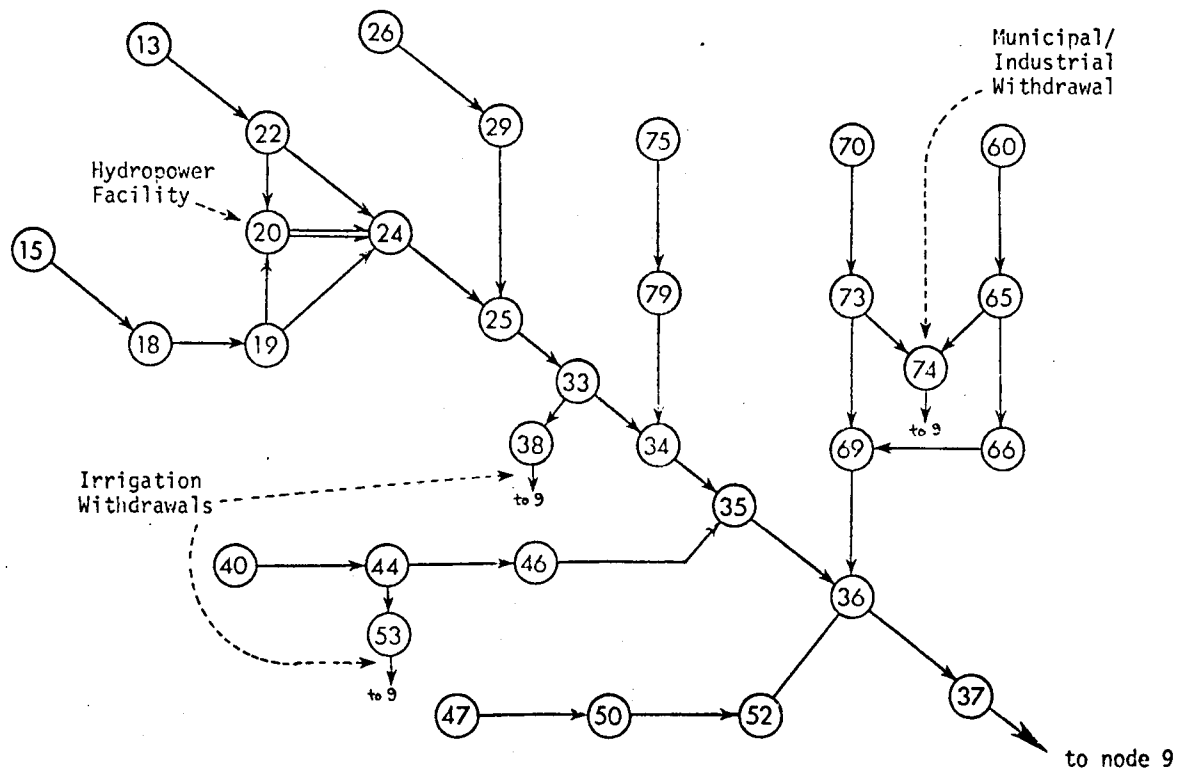 13
26
Municipal/
Industrial
Withdrawal
22
29
75
70
60
Hydropower
Facility
20
24
15
79
73
65
18
19
25
33
74
38
34
to 9
69
66
Irrigation
Withdrawals
to 9
35
40
44
46
36
53
to 9
47
50
52
37
to node 9